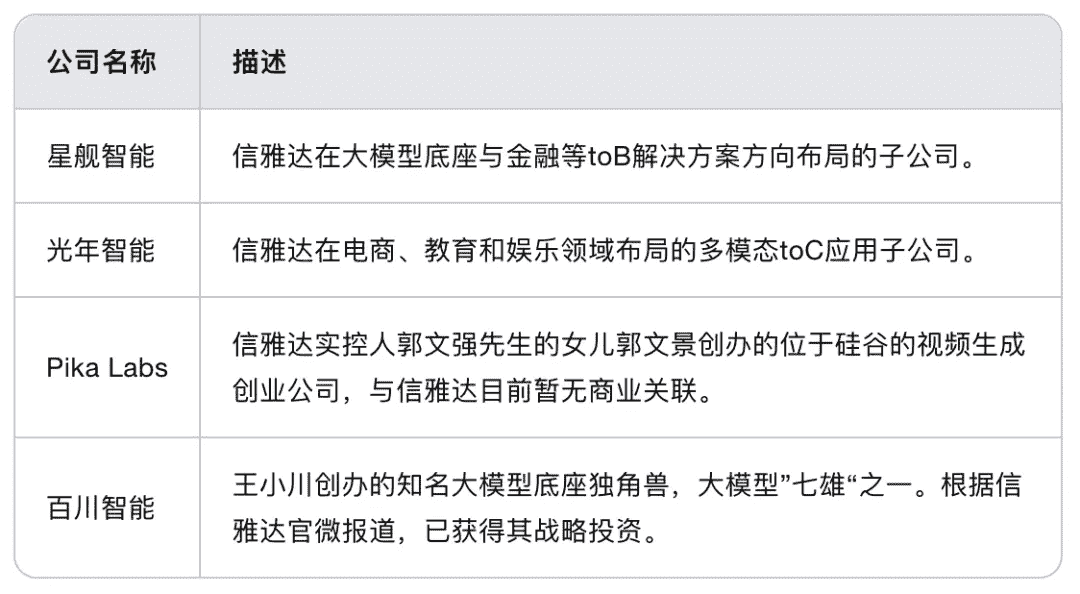 公司名称 描述
星舰智能 信雅达在大模型底座与金融等toB解决方案方向布局的子公司。
光年智能 信雅达在电商、教育和娱乐领域布局的多模态toC应用子公司。
Pika Labs
信雅达实控人郭文强先生的女儿郭文景创办的位于硅谷的视频生成
创业公司，与信雅达目前暂无商业关联。
百川智能
王小川创办的知名大模型底座独角兽，大模型”七雄“之一。根据信
雅达官微报道，已获得其战略投资。